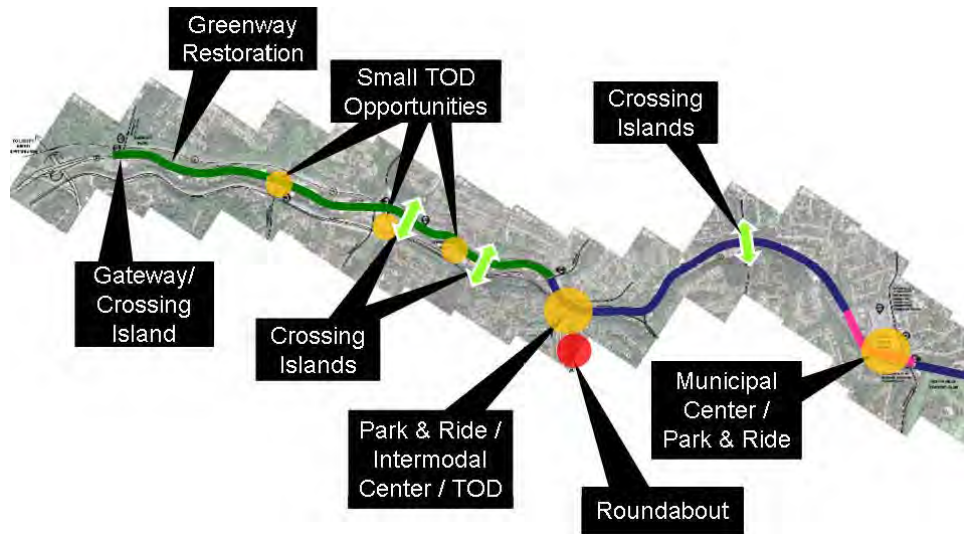 Greenway
Restoration
Small TOD
Opportunities
Crossing
Islands
Gateway/
Crossing
Island
Crossing
Islands
Park & Ride /
Intermodal
Center / TOD
Municipal
Center /
Park & Ride
Roundabout